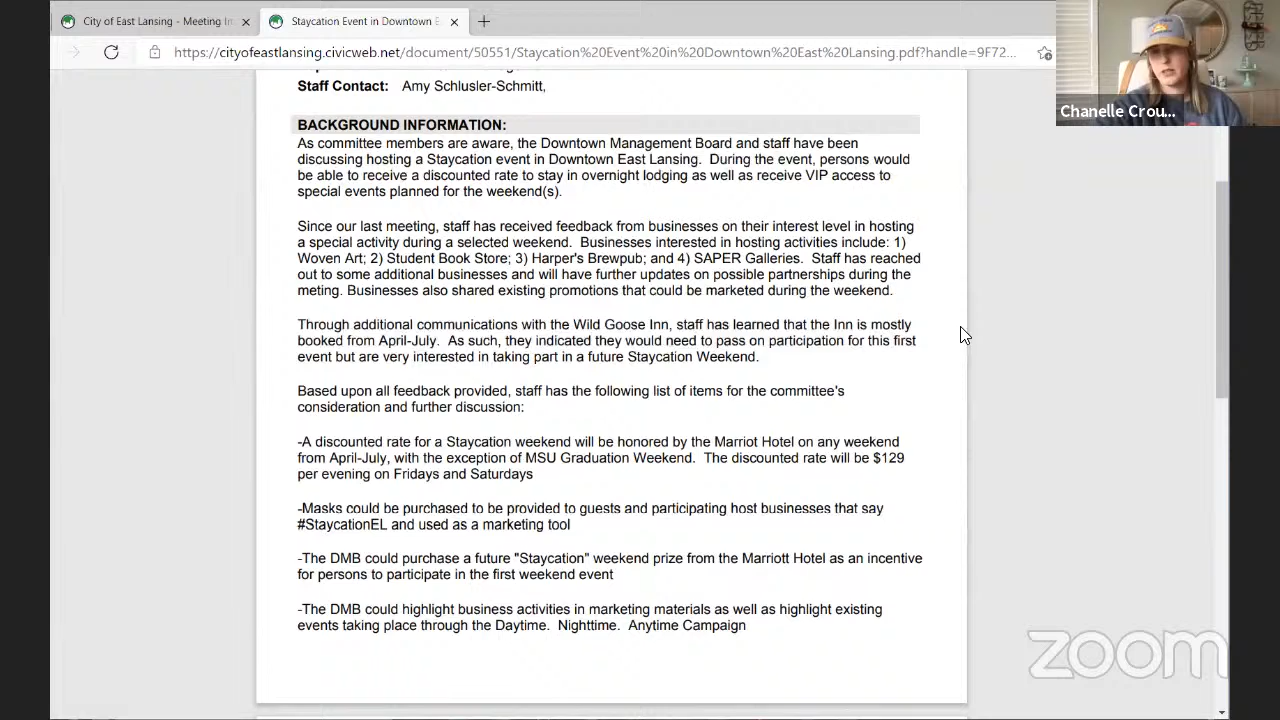 City of East Lansing - Meeting In
Staycation Event in Downtown E
https://cityofeastlansing.civicweb.net/document/50551/Staycation%20Event%20in%20Downtown%20East%20Lansing.pdf?handle=9F72...
Chanelle Crou...
Staff Contact: Amy Schlusler-Schmitt,
BACKGROUND INFORMATION:
As committee members are aware, the Downtown Management Board and staff have been
discussing hosting a Staycation event in Downtown East Lansing. During the event, persons would
be able to receive a discounted rate to stay in overnight lodging as well as receive VIP access to
special events planned for the weekend(s).
Since our last meeting, staff has received feedback from businesses on their interest level in hosting
a special activity during a selected weekend. Businesses interested in hosting activities include: 1)
Woven Art; 2) Student Book Store; 3) Harper's Brewpub; and 4) SAPER Galleries. Staff has reached
out to some additional businesses and will have further updates on possible partnerships during the
meting. Businesses also shared existing promotions that could be marketed during the weekend.
Through additional communications with the Wild Goose Inn, staff has learned that the Inn is mostly
booked from April-July. As such, they indicated they would need to pass on participation for this first
event but are very interested in taking part in a future Staycation Weekend.
Based upon all feedback provided, staff has the following list of items for the committee's
consideration and further discussion:
-A discounted rate for a Staycation weekend will be honored by the Marriot Hotel on any weekend
from April-July, with the exception of MSU Graduation Weekend. The discounted rate will be $129
per evening on Fridays and Saturdays
-Masks could be purchased to be provided to guests and participating host businesses that say
#StaycationEL and used as a marketing tool
-The DMB could purchase a future "Staycation" weekend prize from the Marriott Hotel as an incentive
for persons to participate in the first weekend event
-The DMB could highlight business activities in marketing materials as well as highlight existing
events taking place through the Daytime. Nighttime. Anytime Campaign
zoom